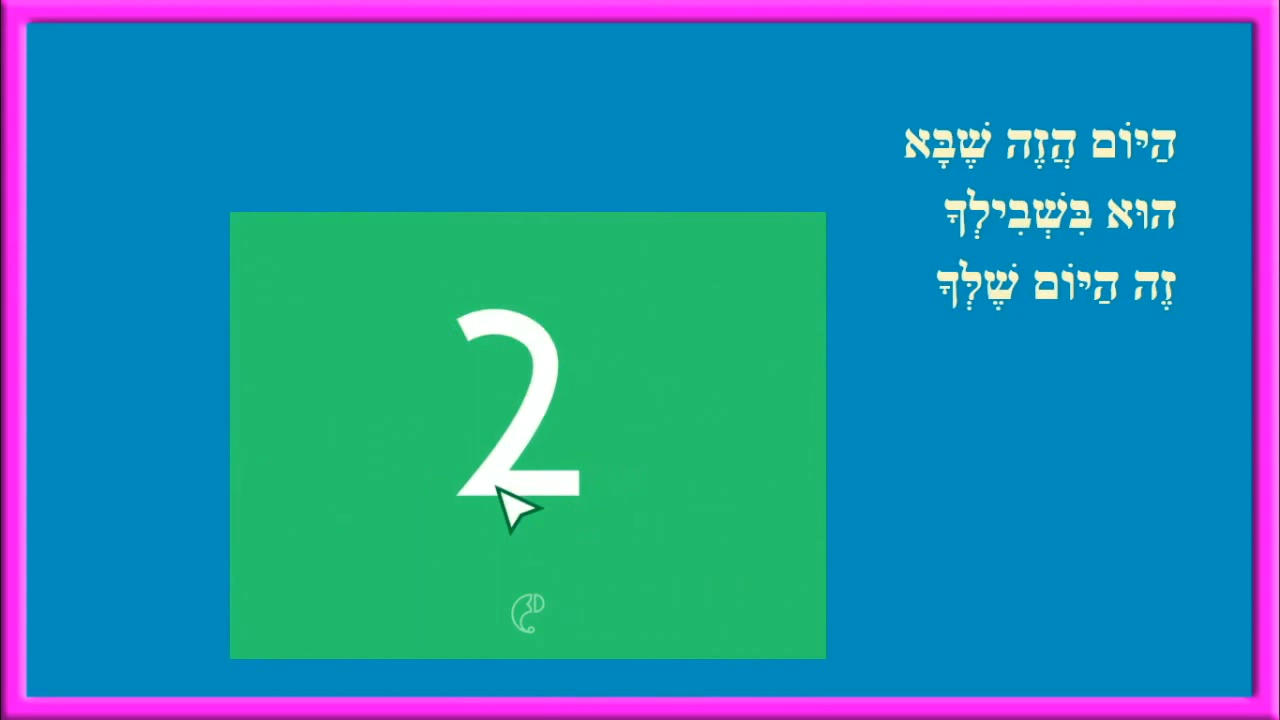 הַיּוֹם הֲזֶה שֶׁבָּא
הוּא בִּשְׁבִילְךָ
זֶה הַיּוֹם שֶׁלְּךָ
2